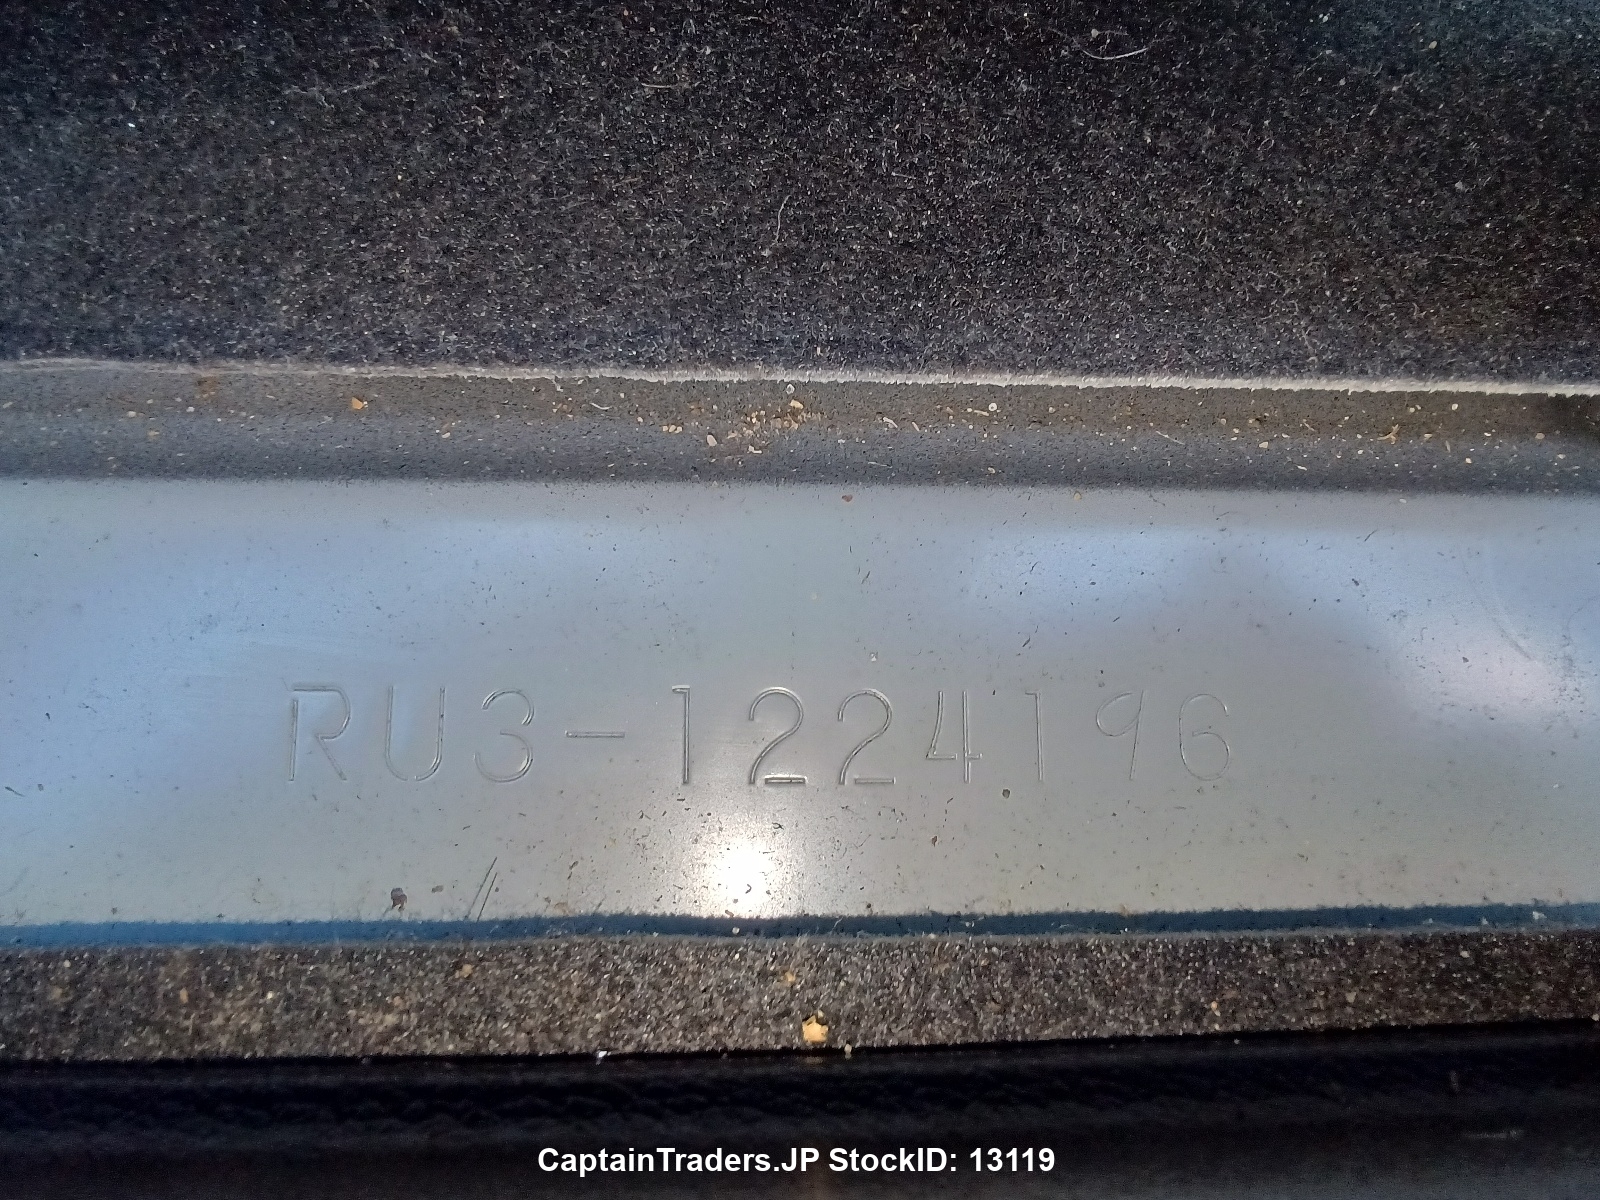 RU3-1224196
CaptainTraders.JP StockID: 13119